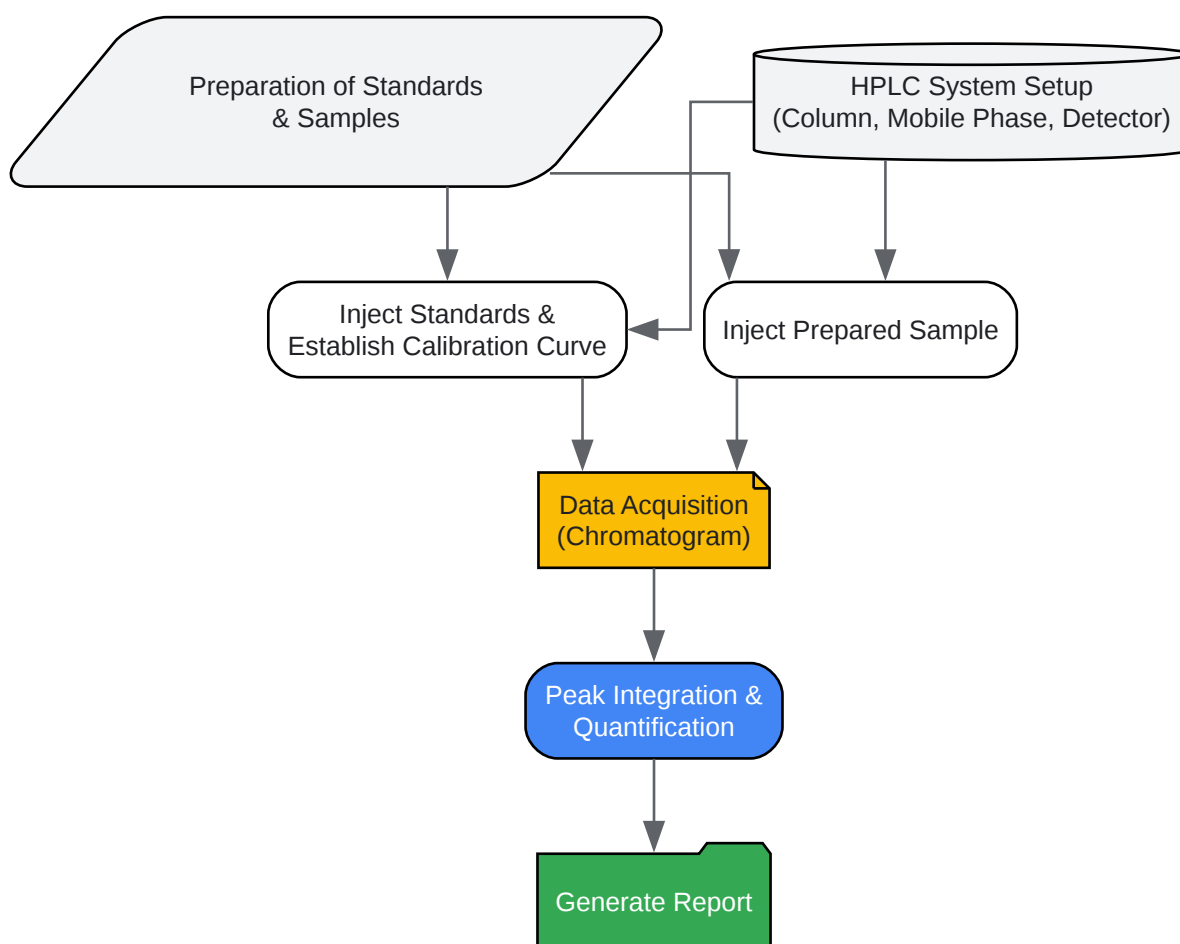 Preparation of Standards
& Samples
HPLC System Setup
(Column, Mobile Phase, Detector)
Inject Standards &
Establish Calibration Curve
Inject Prepared Sample
Data Acquisition
(Chromatogram)
Peak Integration &
Quantification
Generate Report